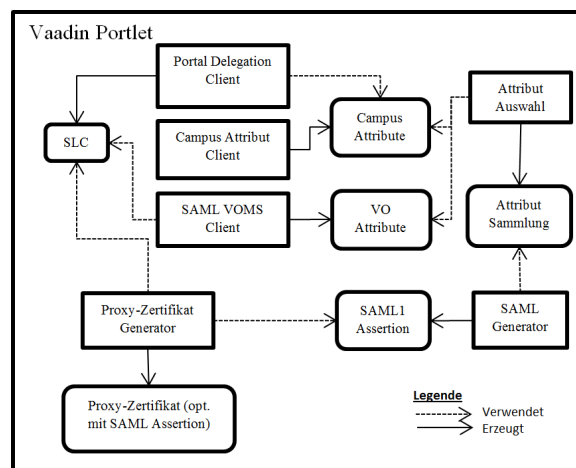 Vaadin Portlet
Portal Delegation
Client
Attribut
Auswahl
SLC
Campus Attribut
Client
Campus
Attribute
SAML VOMS
Client
VO
Attribute
Attribut
Sammlung
Proxy-Zertifikat
Generator
SAML1
Assertion
SAML
Generator
Proxy-Zertifikat (opt.
mit SAML Assertion)
Legende
Verwendet
Erzeugt